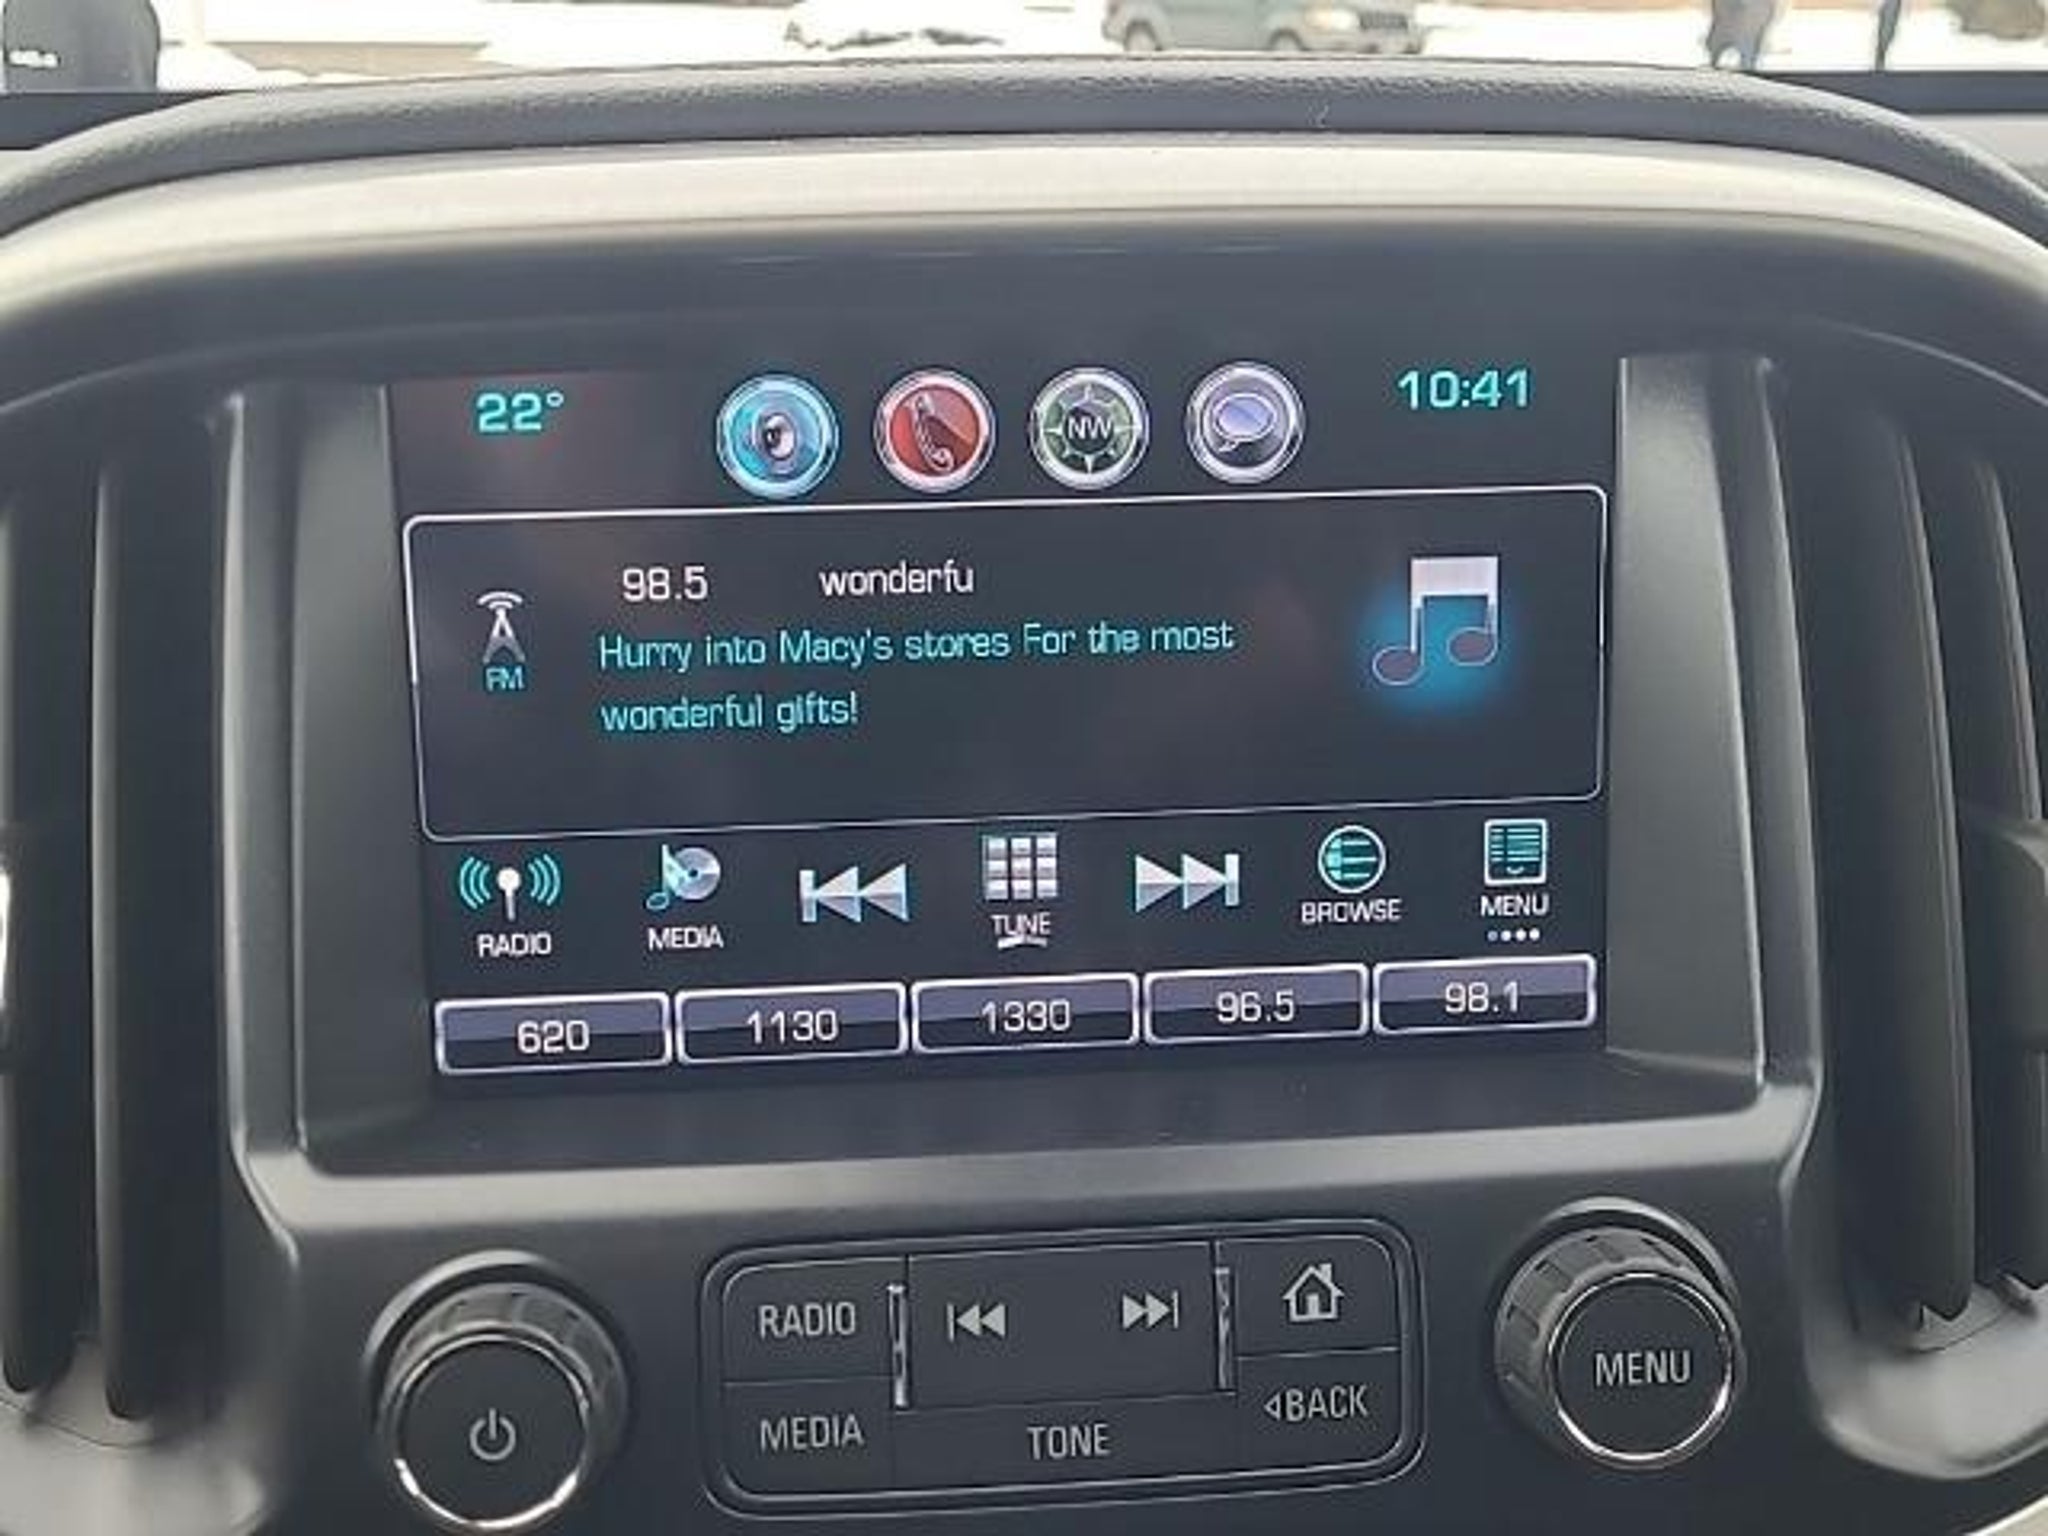 22° NW 10:41
98.5 wonderfu
FM
Hurry into Macy's stores For the most
wonderful gifts!
RADIO MEDIA TUNE BROWSE MENU
620 1130 1330 96.5 98.1
RADIO
MEDIA TONE BACK
MENU